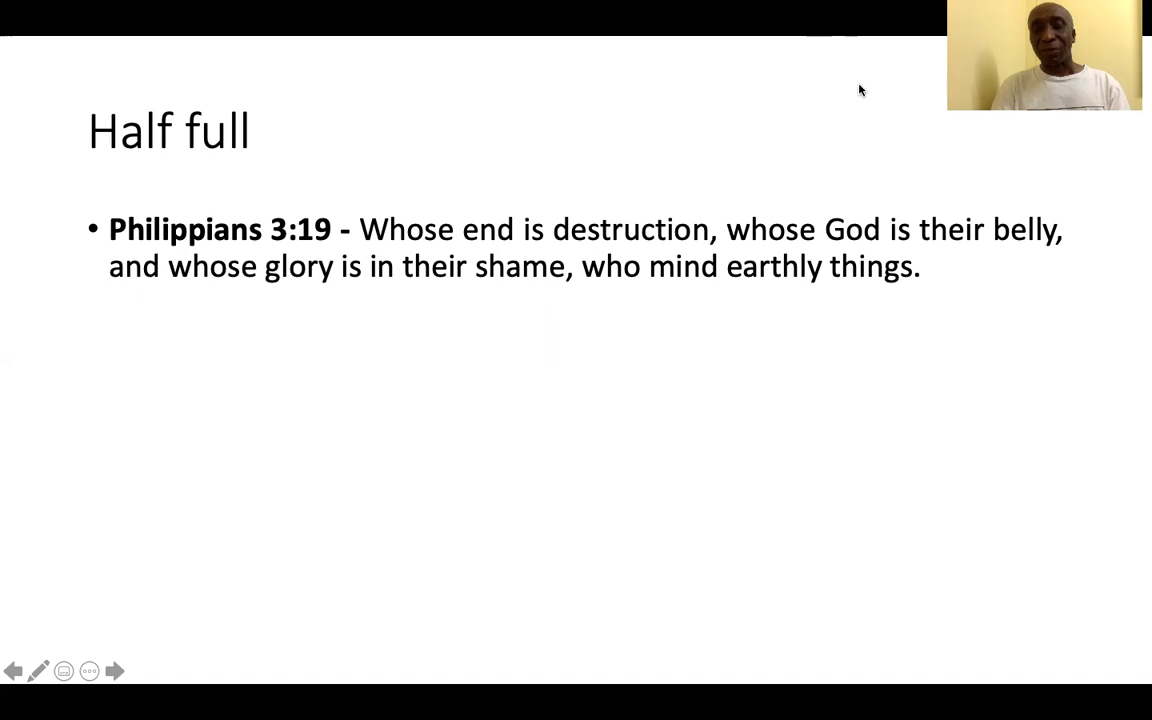 Half full
• Philippians 3:19 - Whose end is destruction, whose God is their belly,
and whose glory is in their shame, who mind earthly things.